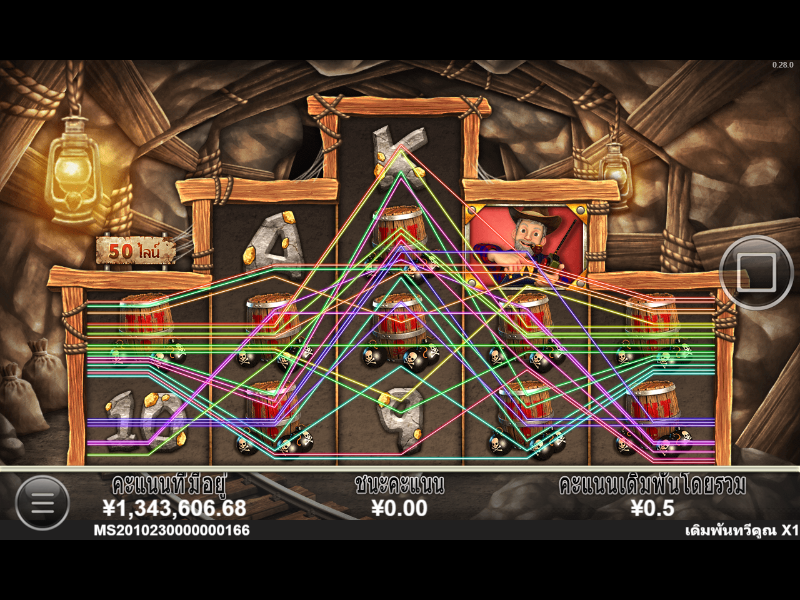 0.28.0
K
A
50 ไลน์
10
9
คะแนนที่มีอยู่
¥1,343,606.68
ชนะคะแนน
¥0.00
คะแนนเดิมพันโดยรวม
¥0.5
MS2010230000000166
เดิมพันทวีคูณ X1